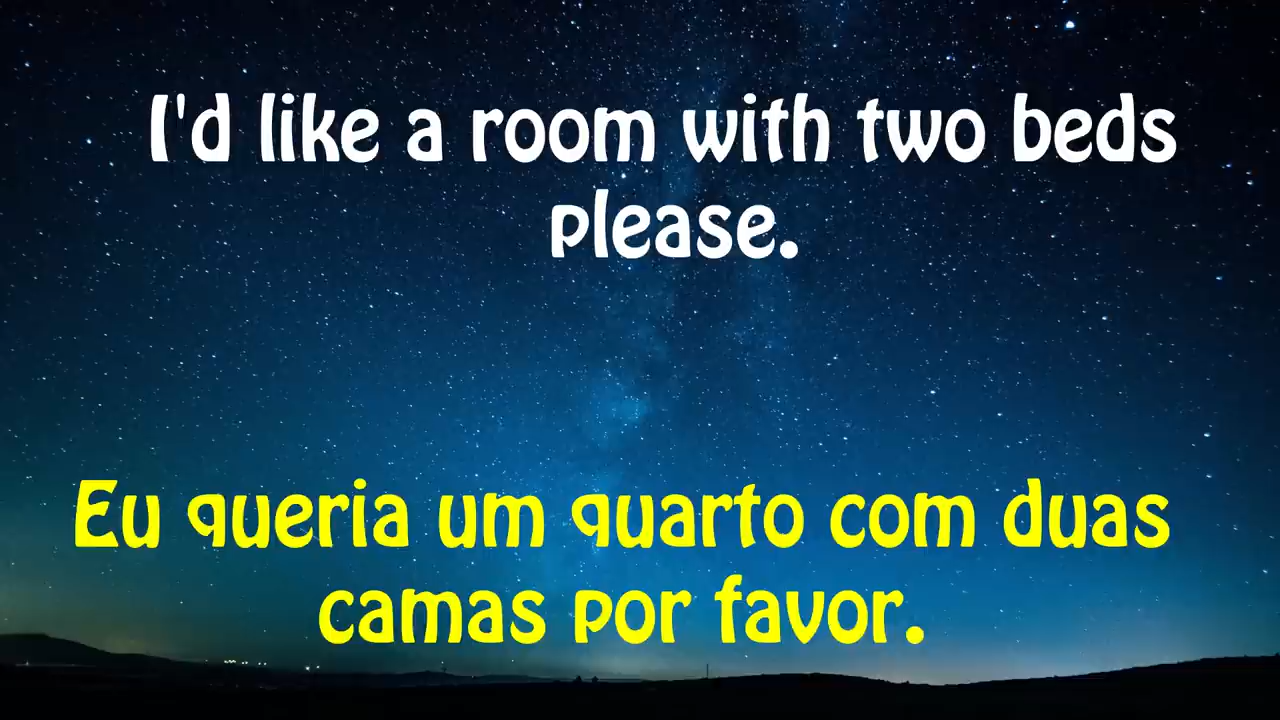 I'd like a room with two beds
please.
Eu queria um quarto com duas
camas por favor.